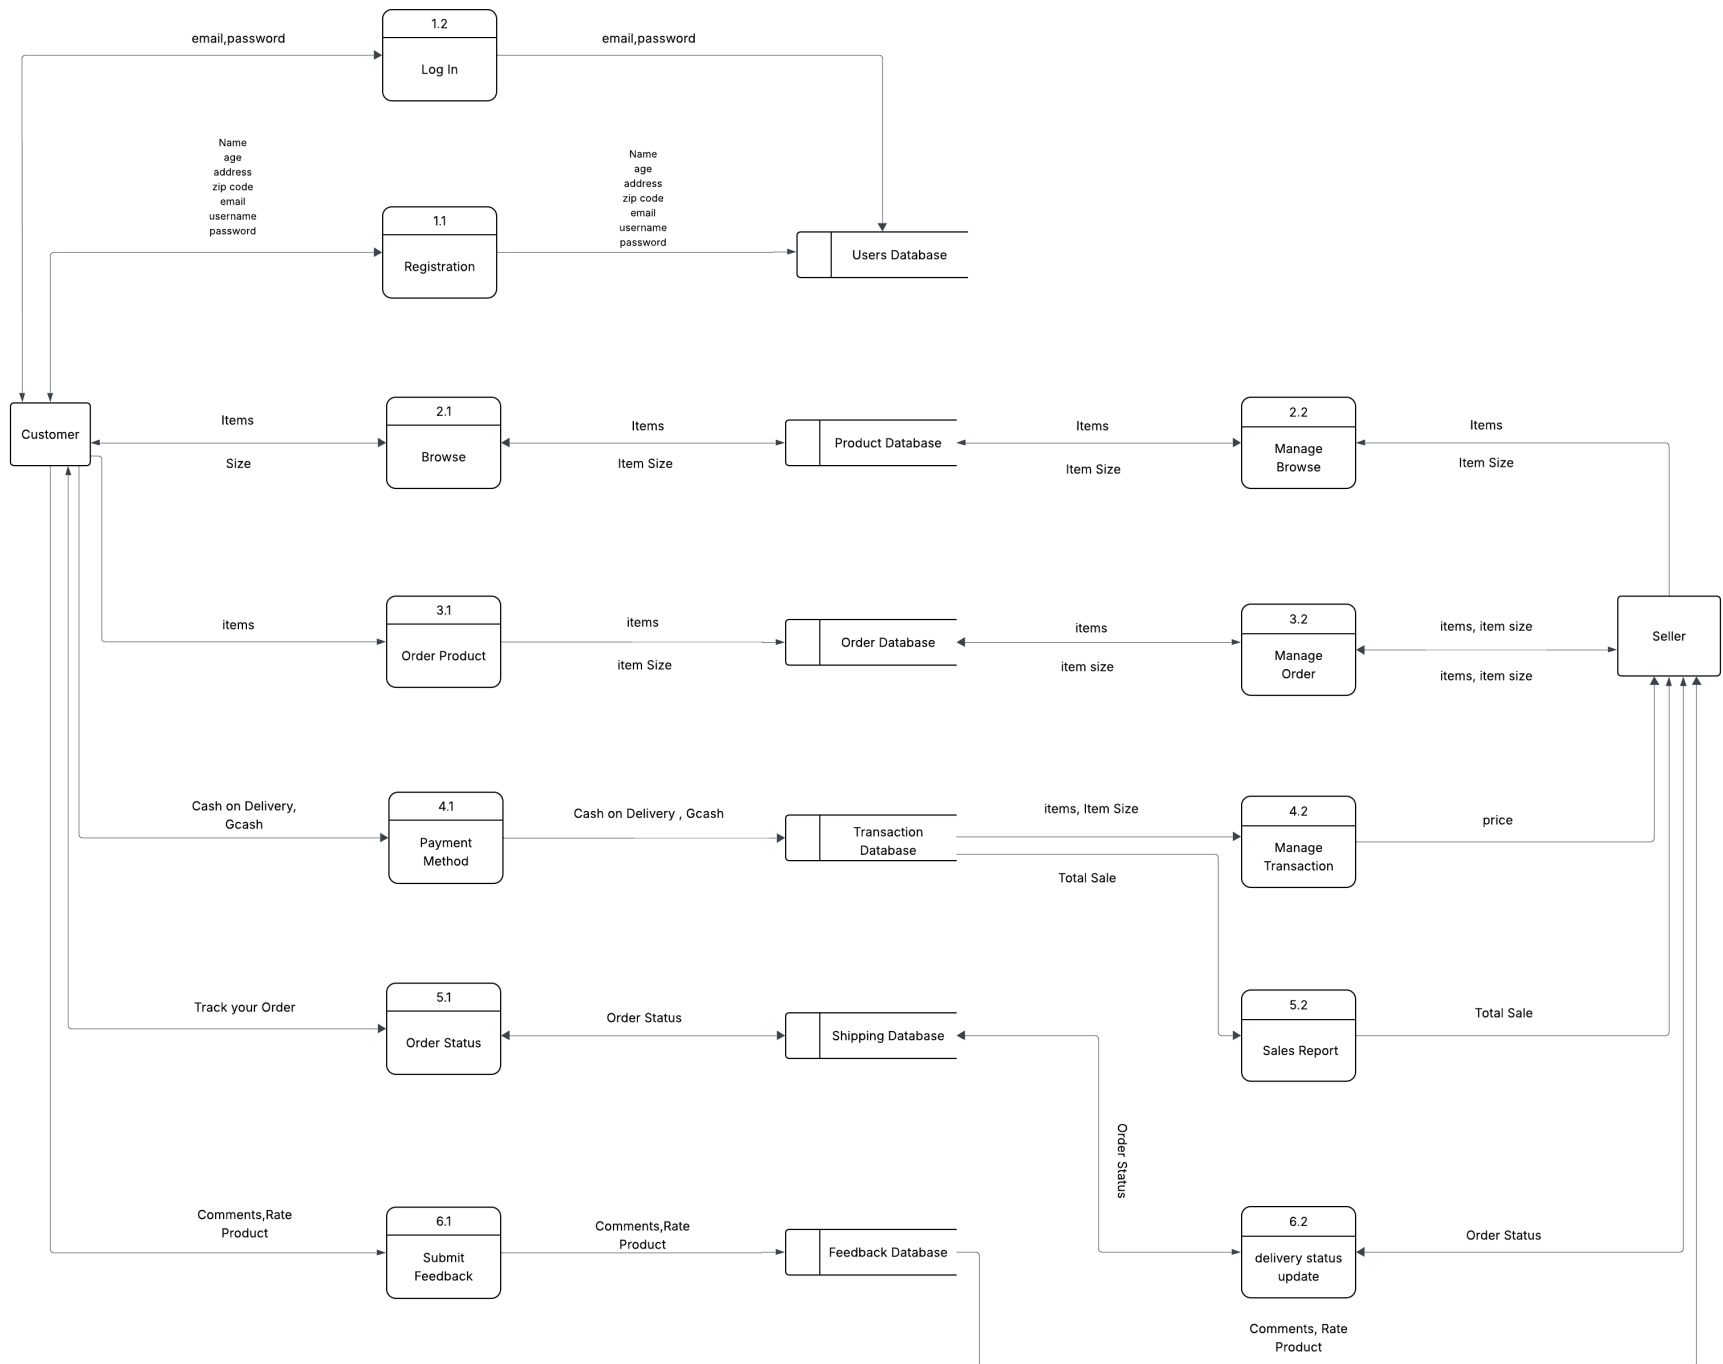 1.2
email,password
email,password
Log In
Name
age
address
zip code
email
username
password
Name
age
address
zip code
email
username
password
1.1
Registration
Users Database
Customer
Items
Size
2.1
Browse
Items
Item Size
Product Database
Items
Item Size
2.2
Manage
Browse
Items
Item Size
items
3.1
Order Product
items
item Size
Order Database
items
item size
3.2
Manage
Order
items, item size
items, item size
Seller
Cash on Delivery,
Gcash
4.1
Payment
Method
Cash on Delivery , Gcash
Transaction
Database
items, Item Size
Total Sale
4.2
Manage
Transaction
price
Track your Order
5.1
Order Status
Order Status
Shipping Database
5.2
Sales Report
Total Sale
Order Status
Comments,Rate
Product
6.1
Submit
Feedback
Comments,Rate
Product
Feedback Database
6.2
delivery status
update
Order Status
Comments, Rate
Product